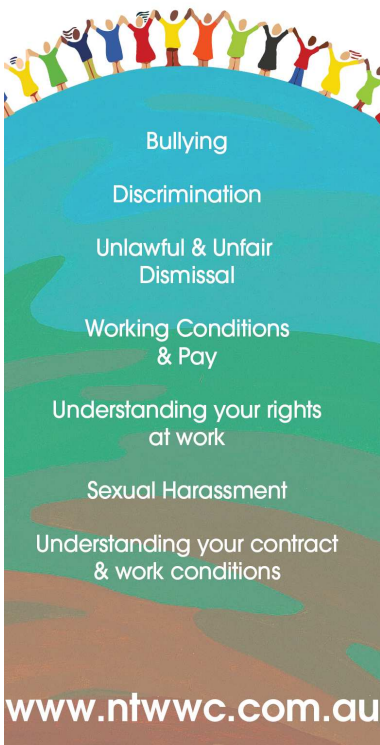 Bullying
Discrimination
Unlawful & Unfair
Dismissal
Working Conditions
& Pay
Understanding your rights
at work
Sexual Harassment
Understanding your contract
& work conditions
www.ntwwc.com.au